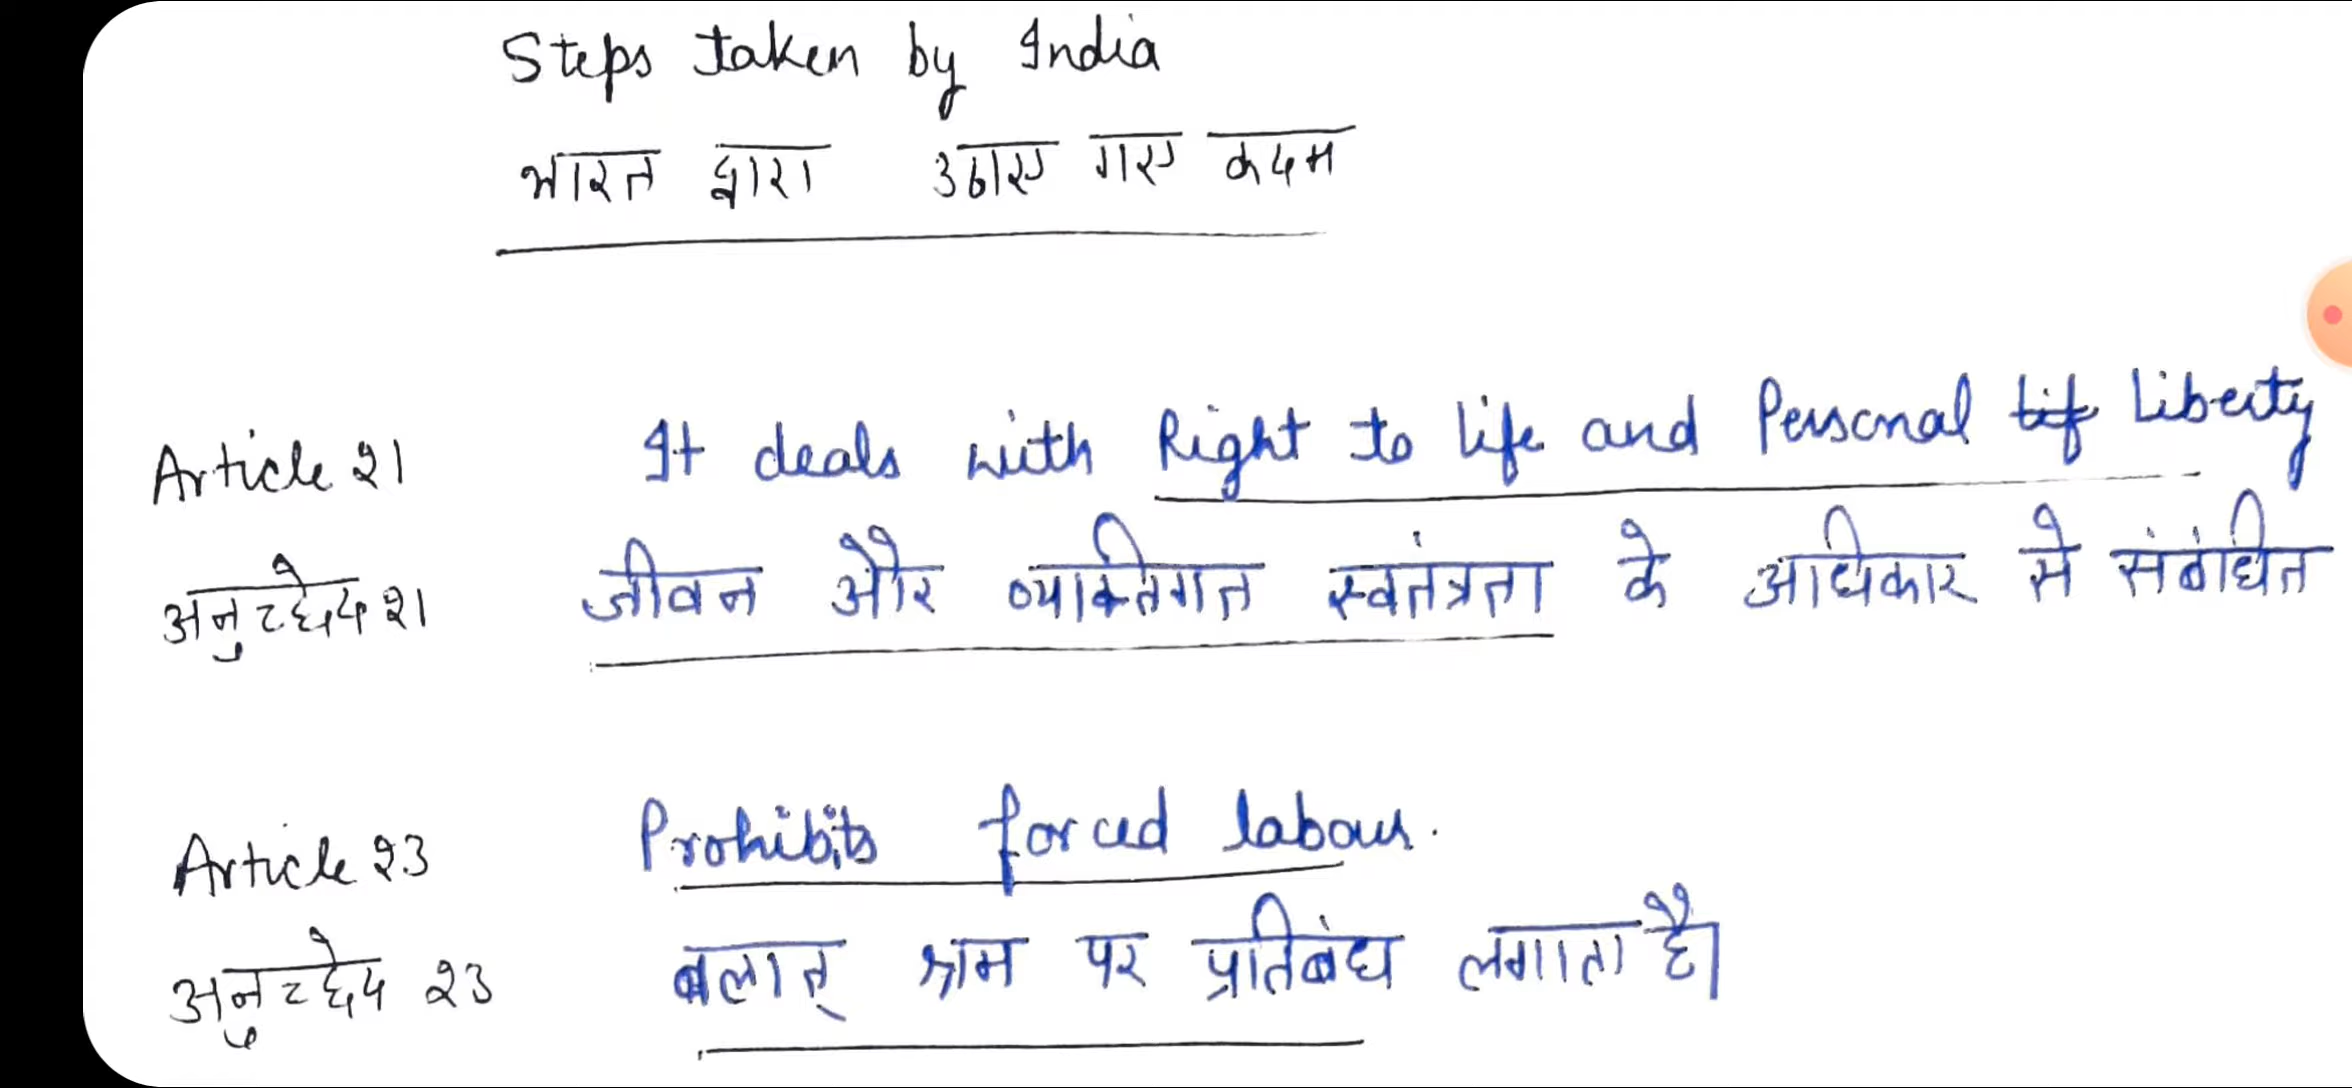 Steps taken by India
भारत द्वारा उठाए गए कदम
Article 21 It deals with Right to life and Personal Lif Liberty
अनुच्छेद 21 जीवन और व्यक्तिगत स्वतंत्रता के अधिकार से संबंधित
Article 23 Prohibits forced labour.
अनुच्छेद 23 बलात् श्रम पर प्रतिबंध लगाता है।